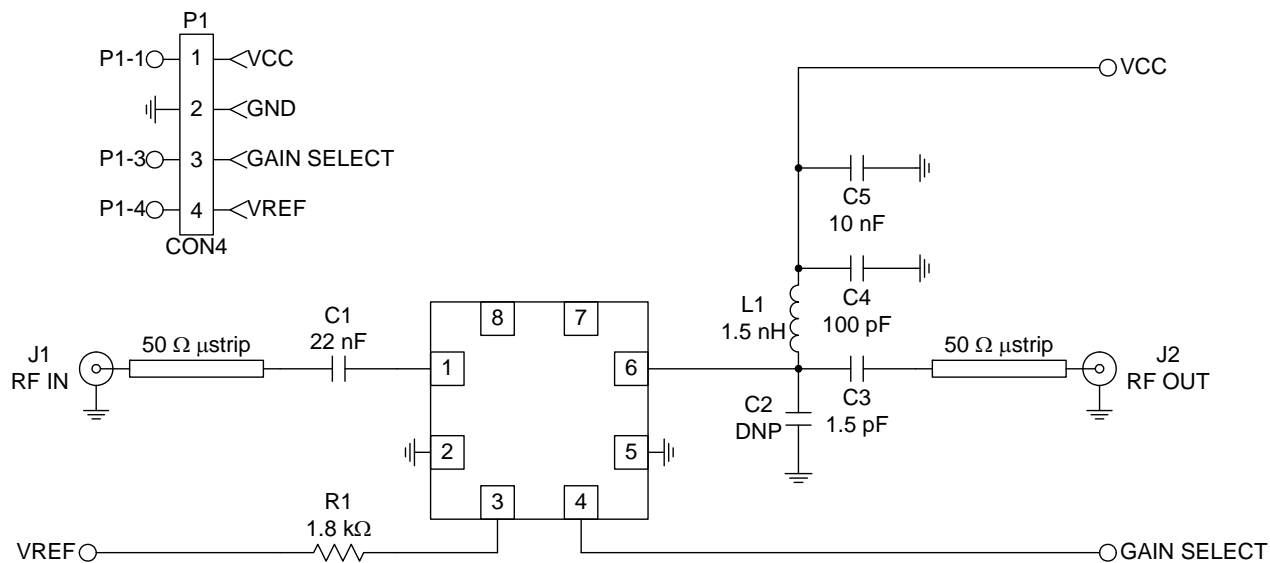 P1
P1-1
1
VCC
2
GND
P1-3
3
GAIN SELECT
P1-4
4
VREF
CON4
VCC
C5
10 nF
C4
100 pF
L1
1.5 nH
J1
RF IN
50 Ω µstrip
C1
22 nF
8
7
1
6
2
5
3
4
C2
DNP
C3
1.5 pF
50 Ω µstrip
J2
RF OUT
R1
1.8 kΩ
VREF
GAIN SELECT